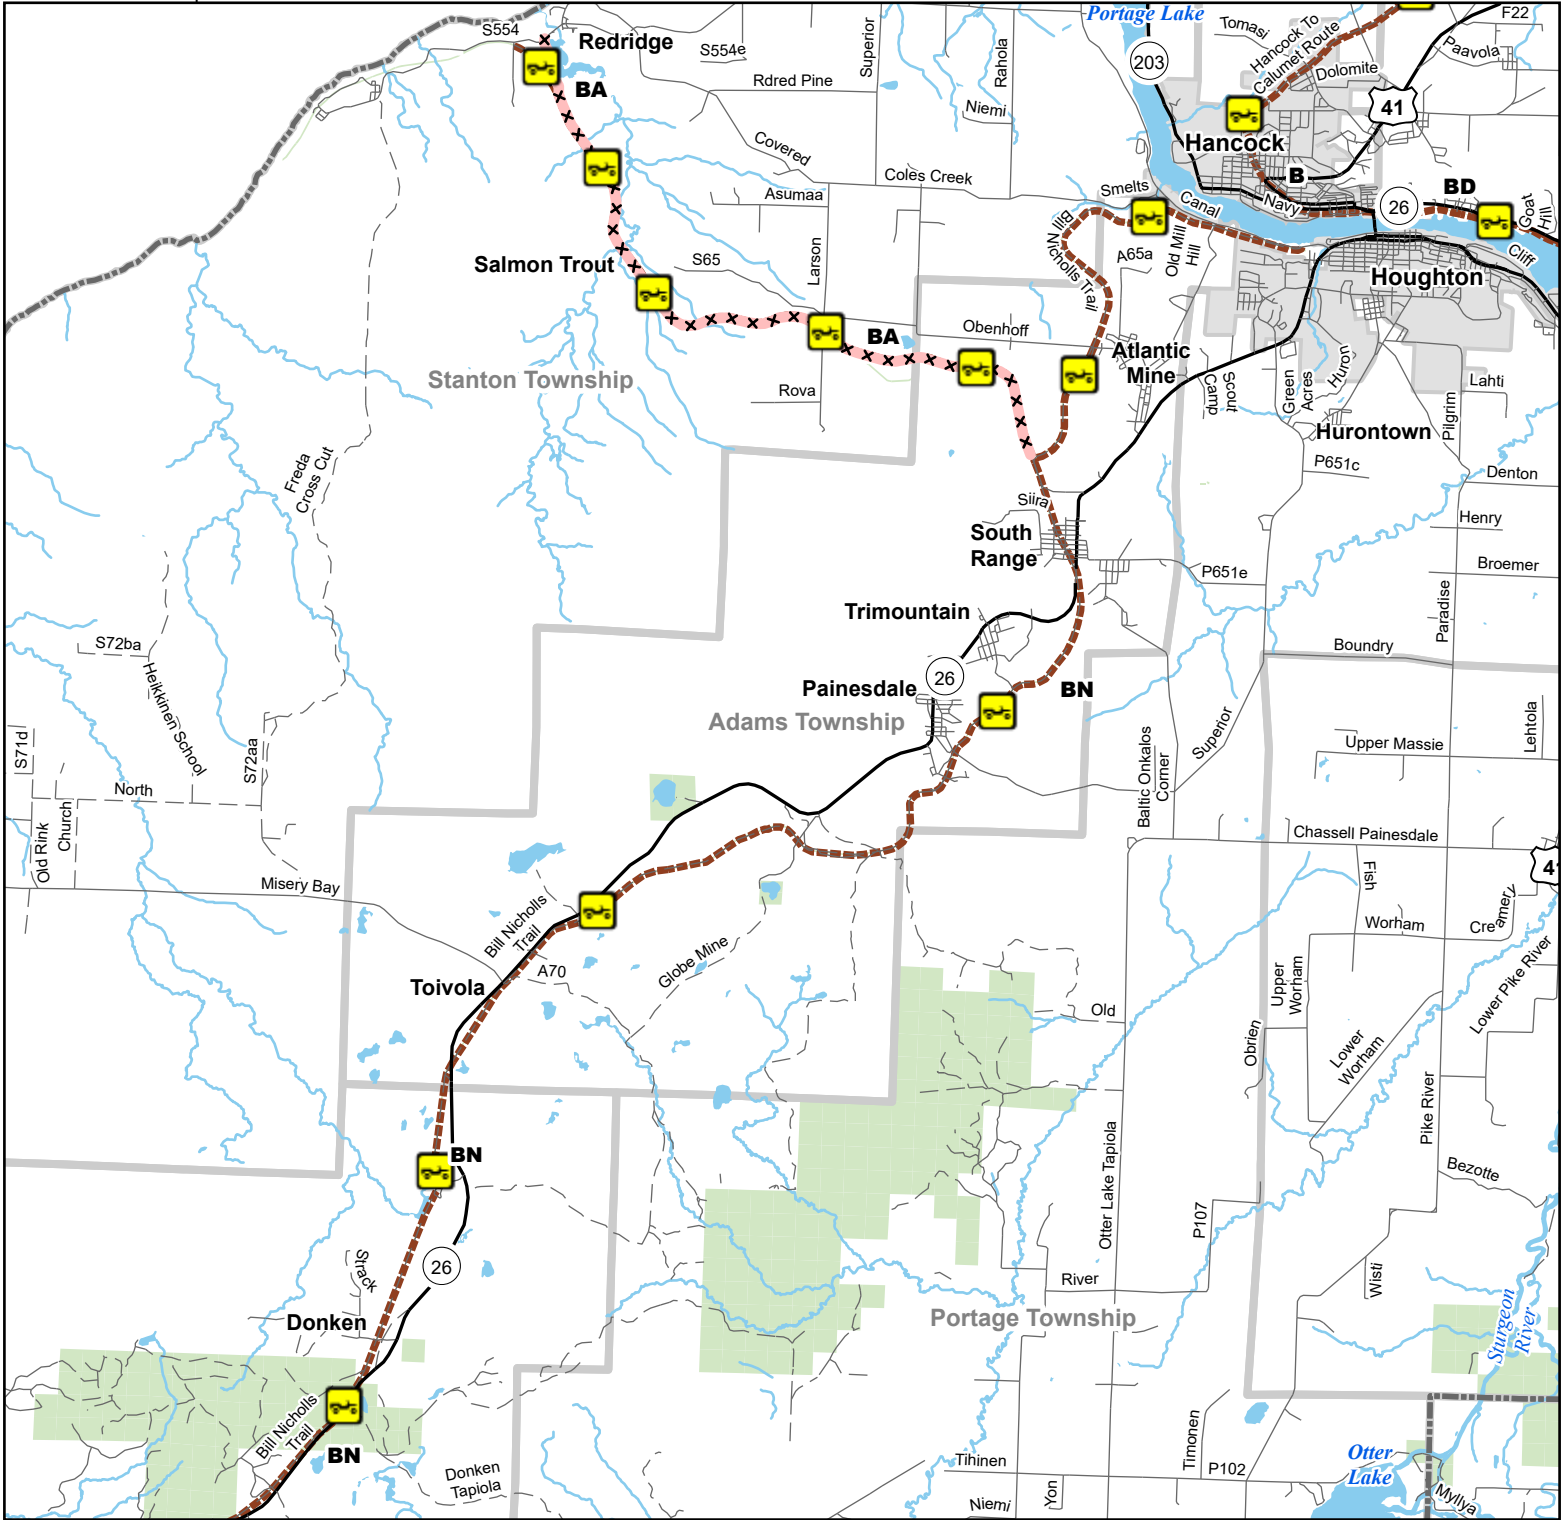 Portage Lake
S554
Redridge
S554e
Superior
Rahola
203
Tomasi
Hancock To
Calumet Route
F22
Paavola
Dolomite
Rdred Pine
BA
Niemi
41
Hancock
Covered
Coles Creek
Asumaa
Smelts
Canal
Navy
B
26
BD
Goat
Hill
Cliff
Bill Nicholls Trail
A65a
Old Mill
Hill
Houghton
Salmon Trout
S65
Larson
BA
Obenhoff
Atlantic
Mine
Stanton Township
Rova
Scout
Camp
Green
Acres
Huron
Lahti
Hurontown
Pilgrim
P651c
Denton
Freda
Cross Cut
Siira
South
Range
Henry
P651e
Broemer
Trimountain
Paradise
S72ba
Boundry
Heikkinen School
26
Painesdale
BN
Adams Township
S71d
S72aa
Superior
Baltic Onkalos
Corner
Lehtola
Upper Massie
North
Old Rink
Church
Chassell Painesdale
41
Misery Bay
Fish
Creamery
Worham
Bill Nicholls
Trail
Globe Mine
A70
Toivola
Upper
Worham
Lower Pike River
Old
Obrien
Lower
Worham
Pike River
BN
Otter Lake Tapiola
Bezotte
P107
Strack
26
River
Wisti
Donken
Portage Township
Sturgeon
River
Bill Nicholls
Trail
BN
Donken
Tapiola
Tihinen
Timonen
P102
Otter
Lake
Niemi
Yon
Myllya